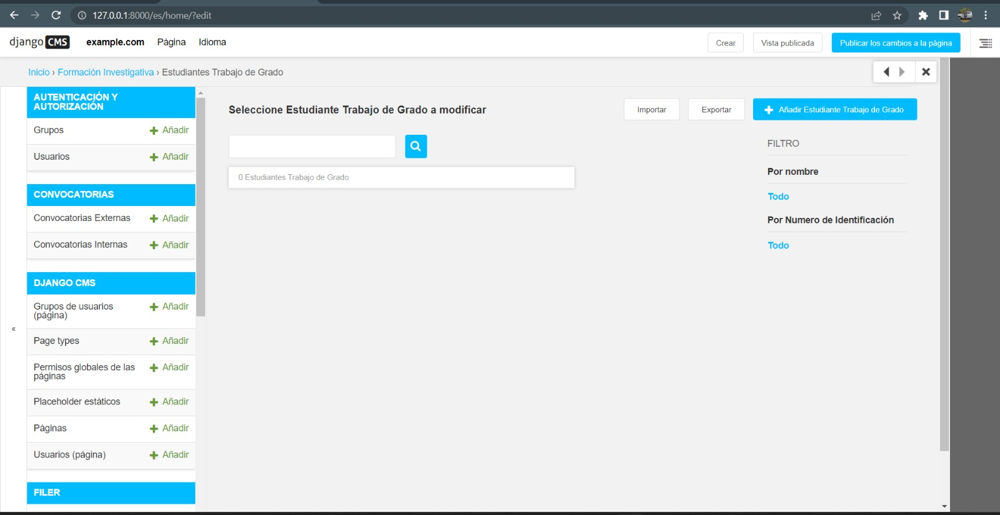 127.0.0.1:8000/es/home/?edit
django CMS
example.com
Página
Idioma
Crear
Vista publicada
Publicar los cambios a la página
Inicio › Formación Investigativa › Estudiantes Trabajo de Grado
AUTENTICACIÓN Y
AUTORIZACIÓN
Grupos
Añadir
Usuarios
Añadir
CONVOCATORIAS
Convocatorias Externas
Añadir
Convocatorias Internas
Añadir
DJANGO CMS
Grupos de usuarios
(página)
Añadir
Page types
Añadir
Permisos globales de las
páginas
Añadir
Placeholder estáticos
Añadir
Páginas
Añadir
Usuarios (página)
Añadir
FILER
«
Seleccione Estudiante Trabajo de Grado a modificar
Importar
Exportar
Añadir Estudiante Trabajo de Grado
0 Estudiantes Trabajo de Grado
FILTRO
Por nombre
Todo
Por Numero de Identificación
Todo